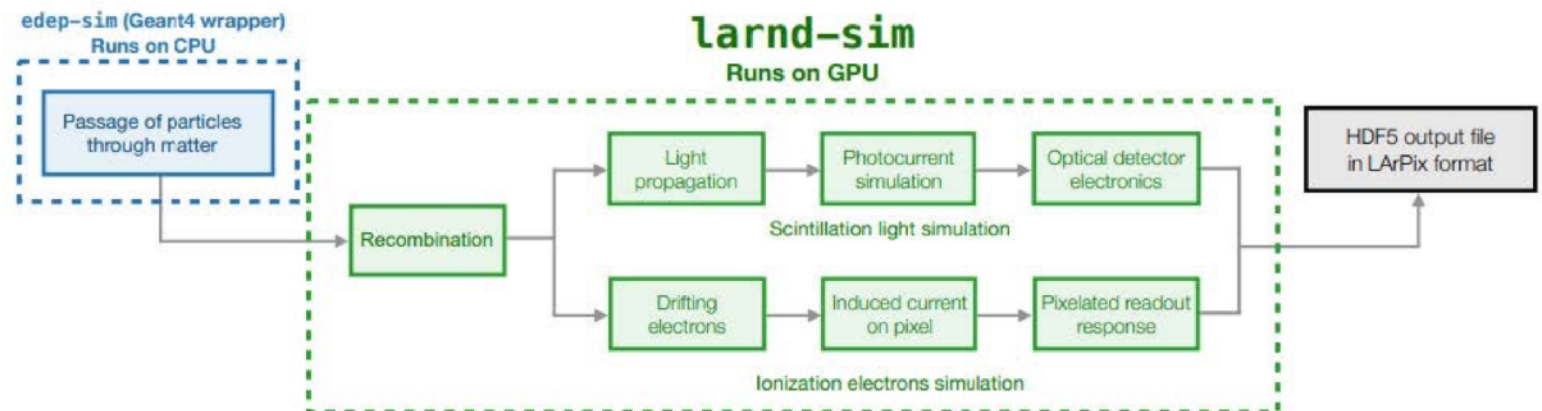 edep-sim (Geant4 wrapper)
Runs on CPU
larnd-sim
Runs on GPU
Passage of particles
through matter
Recombination
Light
propagation
Photocurrent
simulation
Optical detector
electronics
Scintillation light simulation
Drifting
electrons
Induced current
on pixel
Pixelated readout
response
Ionization electrons simulation
HDF5 output file
in LArPix format